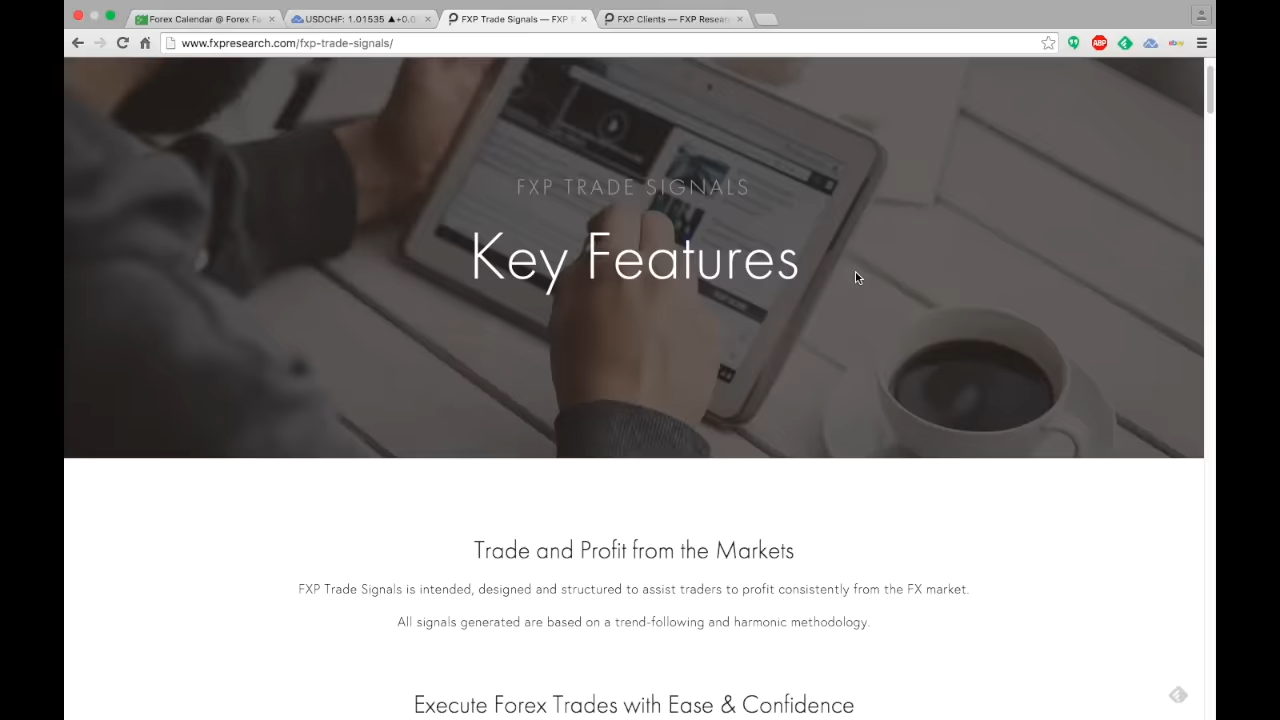 Forex Calendar @ Forex Fa
USDCHF: 1.01535 ▲+0.0
FXP Trade Signals — FXP R
FXP Clients — FXP Resear
www.fxpresearch.com/fxp-trade-signals/
ABP
ebay
FXP TRADE SIGNALS
Key Features
Trade and Profit from the Markets
FXP Trade Signals is intended, designed and structured to assist traders to profit consistently from the FX market.
All signals generated are based on a trend-following and harmonic methodology.
Execute Forex Trades with Ease & Confidence